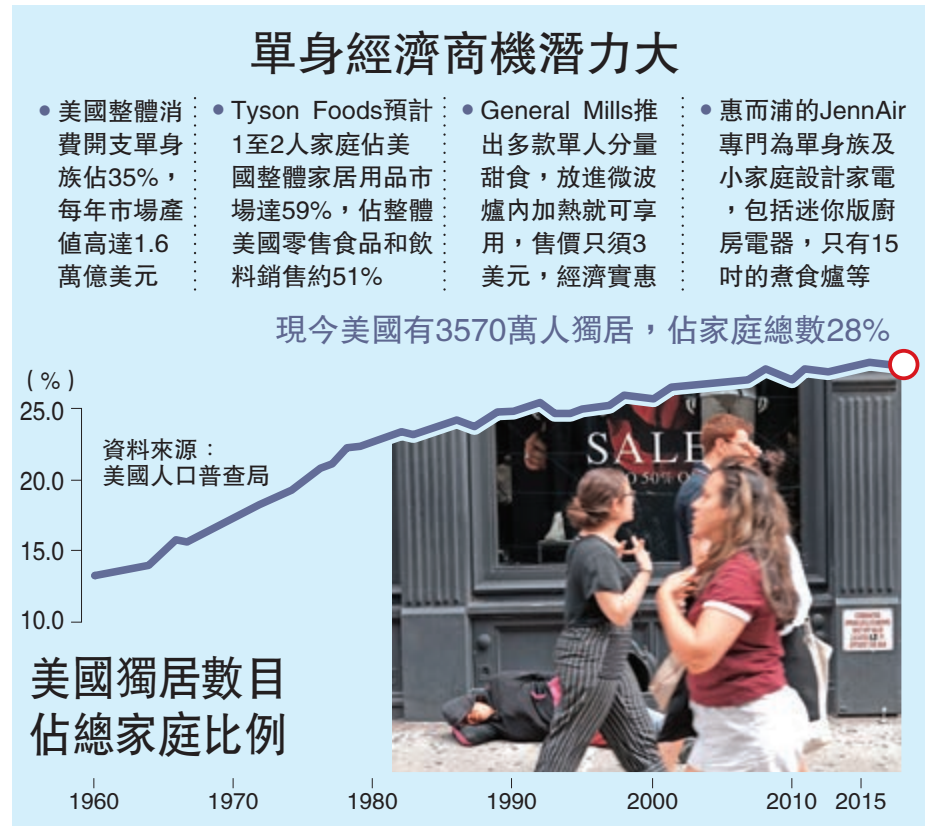 單身經濟商機潛力大
• 美國整體消
費開支單身
族佔35%，
每年市場產
值高達1.6
萬億美元
• Tyson Foods預計
1至2人家庭佔美
國整體家居用品市
場達59%，佔整體
美國零售食品和飲
料銷售約51%
• General Mills推
出多款單人分量
甜食，放進微波
爐內加熱就可享
用，售價只須3
美元，經濟實惠
• 惠而浦的JennAir
專門為單身族及
小家庭設計家電
，包括迷你版廚
房電器，只有15
吋的煮食爐等
現今美國有3570萬人獨居，佔家庭總數28%
（%）
25.0
20.0
15.0
10.0
資料來源：
美國人口普查局
SALE
50%
美國獨居數目
佔總家庭比例
1960
1970
1980
1990
2000
2010
2015